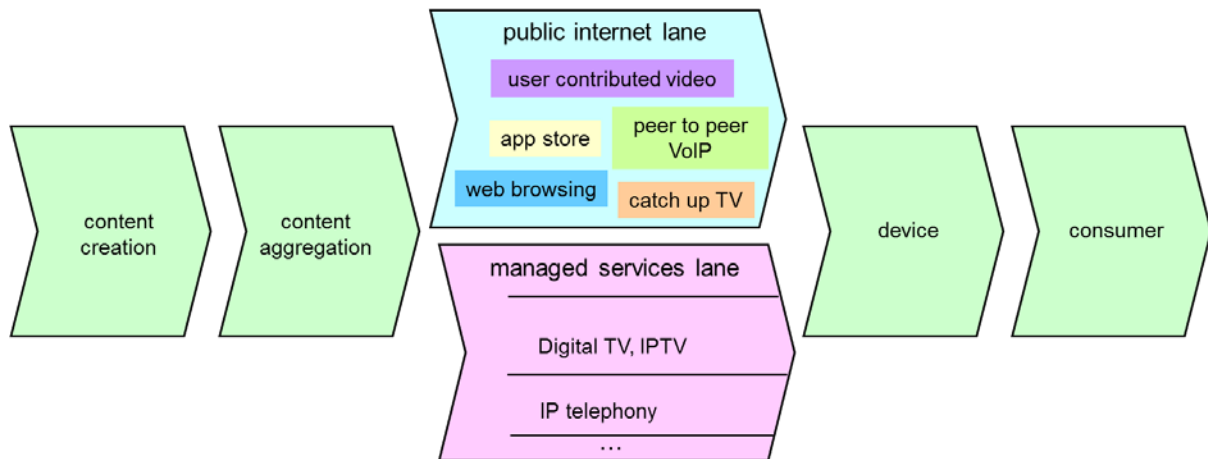 content
creation
content
aggregation
public internet lane
user contributed video
app store
peer to peer
VoIP
web browsing
catch up TV
managed services lane
Digital TV, IPTV
IP telephony
...
device
consumer